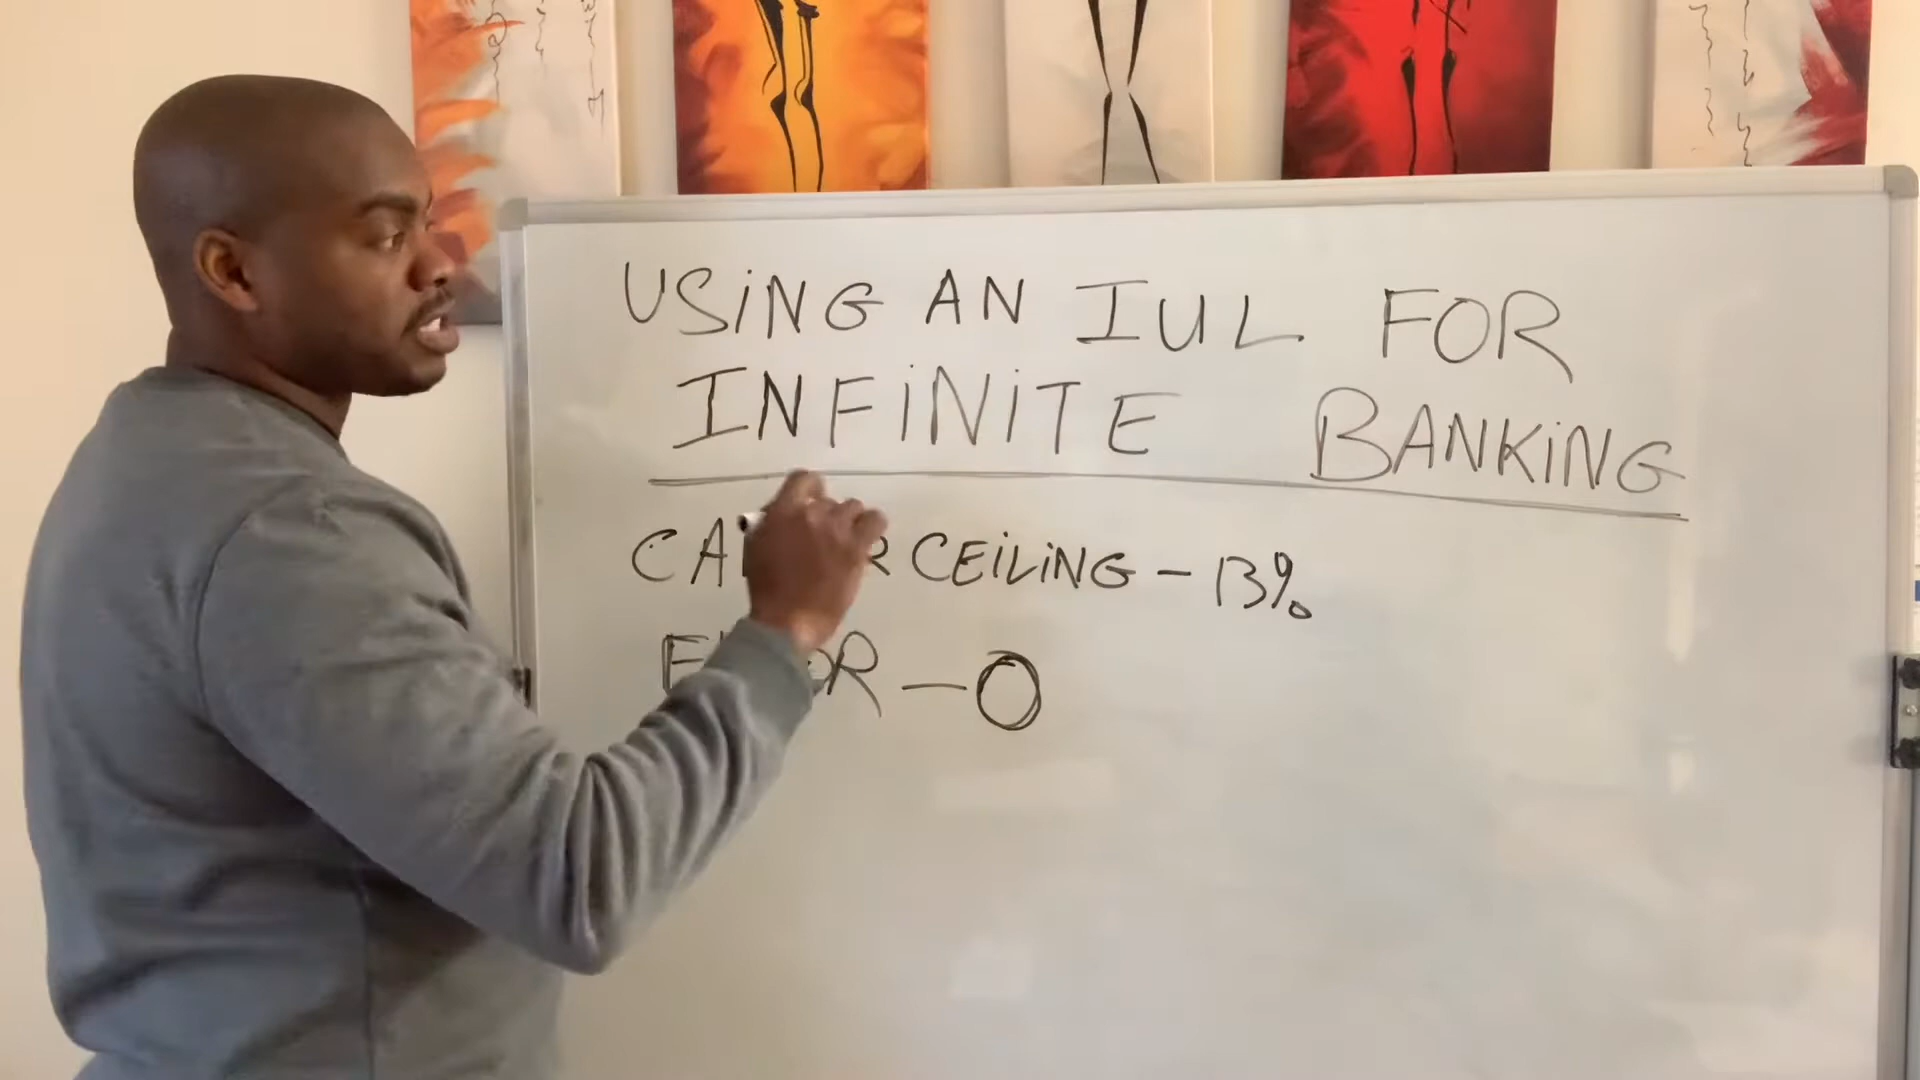 USiNG AN IUL FOR
INFiNiTE BANKiNG
CEiLiNG - 13%
- 0